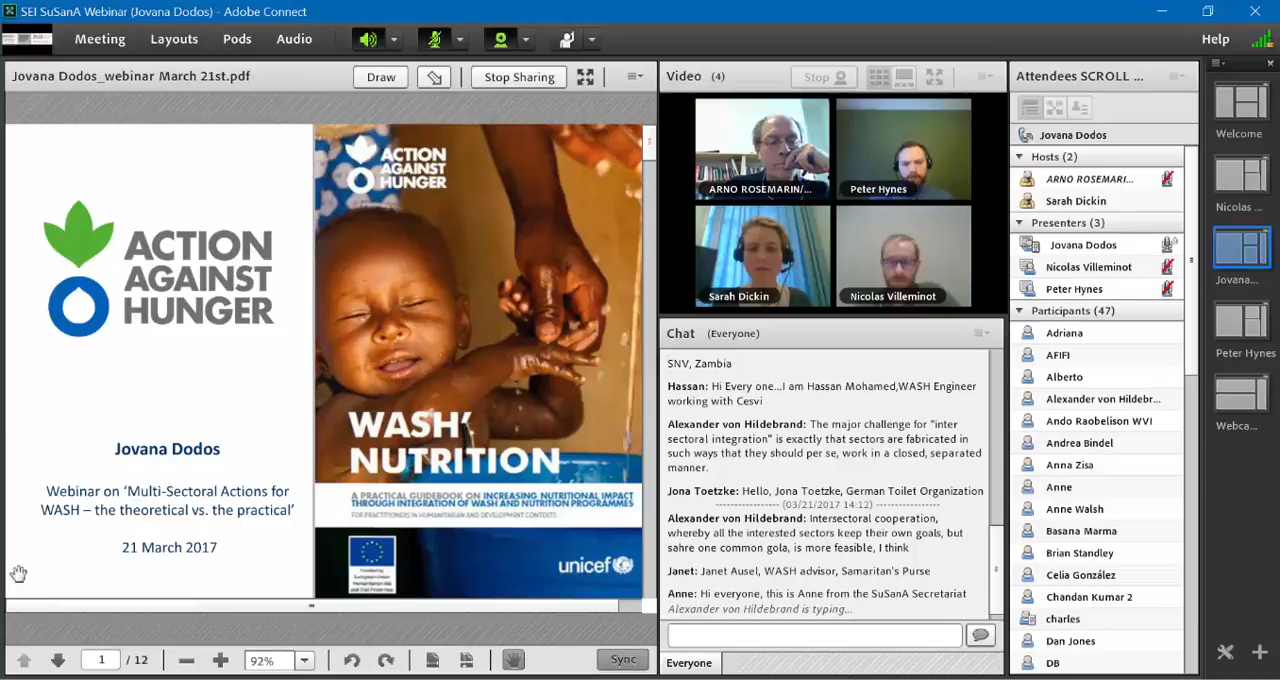 SEI SuSanA Webinar (Jovana Dodos) - Adobe Connect
Meeting
Layouts
Pods
Audio
Help
Jovana Dodos_webinar March 21st.pdf
Draw
Stop Sharing
ACTION
AGAINST
HUNGER
Jovana Dodos
Webinar on 'Multi-Sectoral Actions for
WASH – the theoretical vs. the practical'
21 March 2017
ACTION
AGAINST
HUNGER
WASH'
NUTRITION
A PRACTICAL GUIDEBOOK ON INCREASING NUTRITIONAL IMPACT
THROUGH INTEGRATION OF WASH AND NUTRITION PROGRAMMES
FOR PRACTITIONERS IN HUMANITARIAN AND DEVELOPMENT CONTEXTS
unicef
1
/ 12
92%
Sync
Video (4)
Stop
ARNO ROSEMARIN/...
Peter Hynes
Sarah Dickin
Nicolas Villeminot
Chat (Everyone)
SNV, Zambia
Hassan: Hi Every one...I am Hassan Mohamed,WASH Engineer
working with Cesvi
Alexander von Hildebrand: The major challenge for "inter
sectoral integration" is exactly that sectors are fabricated in
such ways that they should per se, work in a closed, separated
manner.
Jona Toetzke: Hello, Jona Toetzke, German Toilet Organization
---------------- (03/21/2017 14:12) ----------------
Alexander von Hildebrand: Intersectoral cooperation,
whereby all the interested sectors keep their own goals, but
sahre one common gola, is more feasible, I think
Janet: Janet Ausel, WASH advisor, Samaritan's Purse
Anne: Hi everyone, this is Anne from the SuSanA Secretariat
Alexander von Hildebrand is typing...
Everyone
Attendees SCROLL ...
Jovana Dodos
Hosts (2)
ARNO ROSEMARI...
Sarah Dickin
Presenters (3)
Jovana Dodos
Nicolas Villeminot
Peter Hynes
Participants (47)
Adriana
AFIFI
Alberto
Alexander von Hildebr...
Ando Raobelison WVI
Andrea Bindel
Anna Zisa
Anne
Anne Walsh
Basana Marma
Brian Standley
Celia González
Chandan Kumar 2
charles
Dan Jones
DB
Welcome
Nicolas ...
Jovana...
Peter Hynes
Webca...